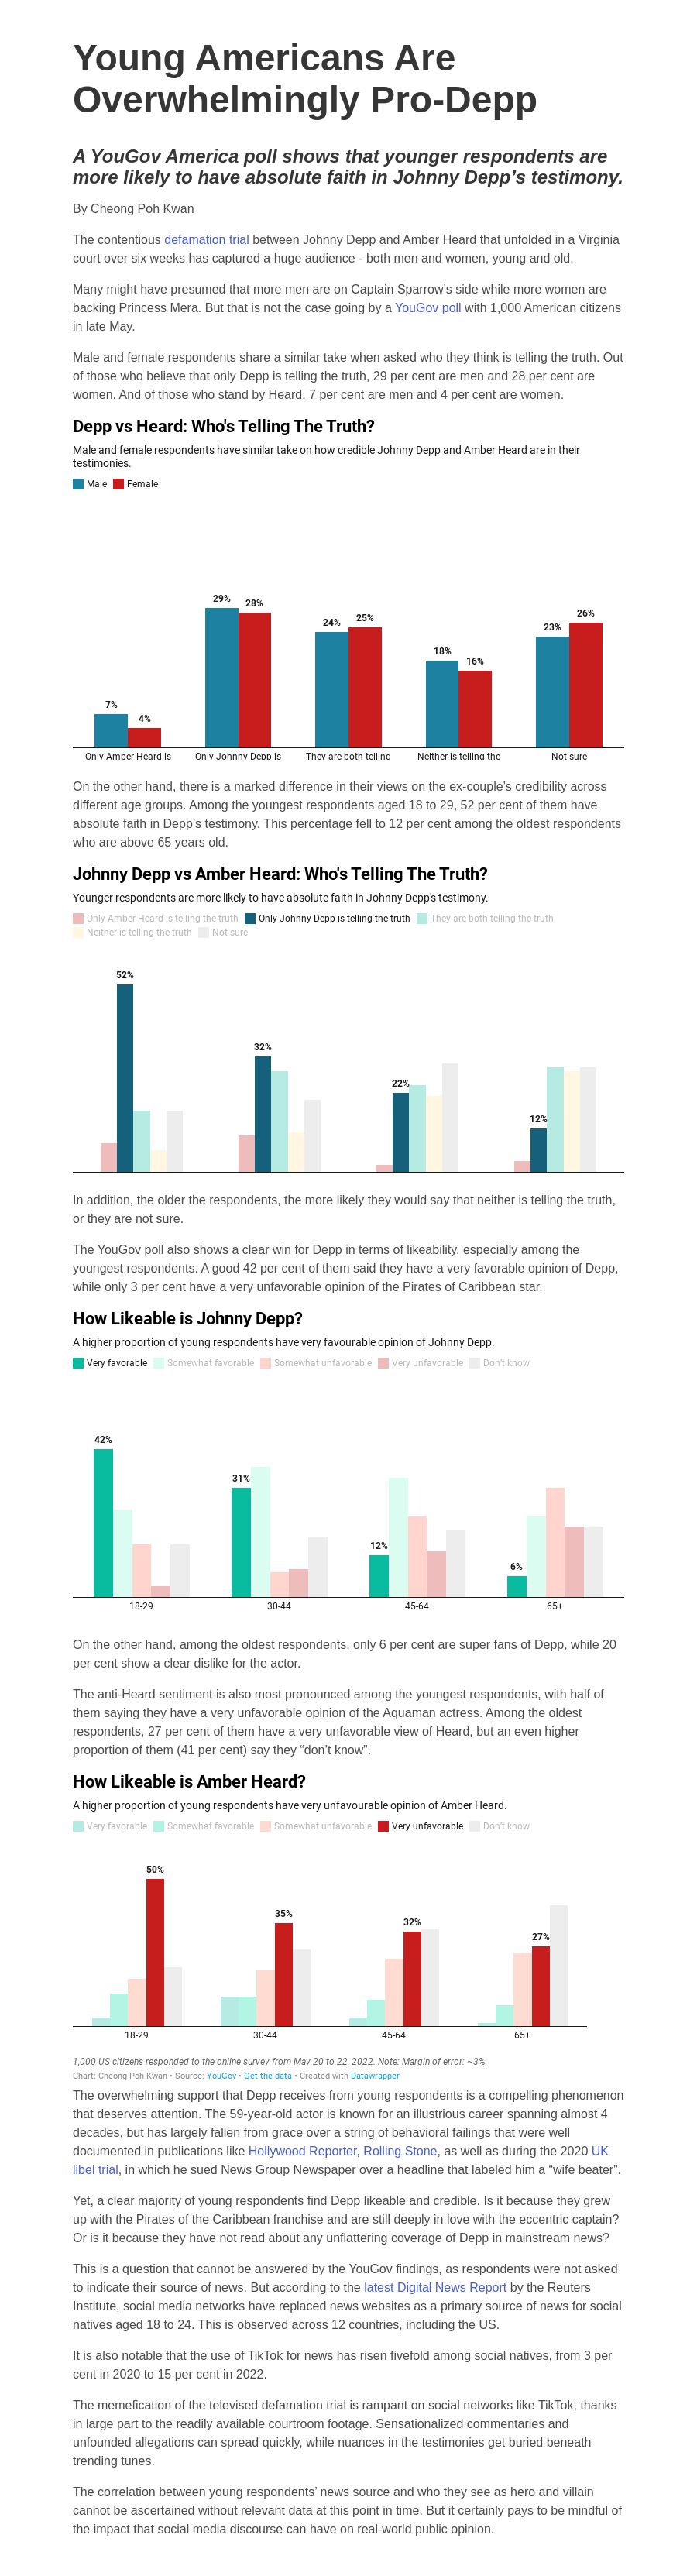 Young Americans Are
Overwhelmingly Pro-Depp
A YouGov America poll shows that younger respondents are
more likely to have absolute faith in Johnny Depp’s testimony.
By Cheong Poh Kwan
The contentious defamation trial between Johnny Depp and Amber Heard that unfolded in a Virginia
court over six weeks has captured a huge audience - both men and women, young and old.
Many might have presumed that more men are on Captain Sparrow’s side while more women are
backing Princess Mera. But that is not the case going by a YouGov poll with 1,000 American citizens
in late May.
Male and female respondents share a similar take when asked who they think is telling the truth. Out
of those who believe that only Depp is telling the truth, 29 per cent are men and 28 per cent are
women. And of those who stand by Heard, 7 per cent are men and 4 per cent are women.
Depp vs Heard: Who's Telling The Truth?
Male and female respondents have similar take on how credible Johnny Depp and Amber Heard are in their
testimonies.
Male Female
29% 28% 24% 25% 23% 26%
18% 16%
7% 4%
Only Amber Heard is Only Johnny Depp is They are both telling Neither is telling the Not sure
On the other hand, there is a marked difference in their views on the ex-couple’s credibility across
different age groups. Among the youngest respondents aged 18 to 29, 52 per cent of them have
absolute faith in Depp’s testimony. This percentage fell to 12 per cent among the oldest respondents
who are above 65 years old.
Johnny Depp vs Amber Heard: Who's Telling The Truth?
Younger respondents are more likely to have absolute faith in Johnny Depp's testimony.
Only Amber Heard is telling the truth Only Johnny Depp is telling the truth They are both telling the truth
Neither is telling the truth Not sure
52%
32%
22%
12%
In addition, the older the respondents, the more likely they would say that neither is telling the truth,
or they are not sure.
The YouGov poll also shows a clear win for Depp in terms of likeability, especially among the
youngest respondents. A good 42 per cent of them said they have a very favorable opinion of Depp,
while only 3 per cent have a very unfavorable opinion of the Pirates of Caribbean star.
How Likeable is Johnny Depp?
A higher proportion of young respondents have very favourable opinion of Johnny Depp.
Very favorable Somewhat favorable Somewhat unfavorable Very unfavorable Don't know
42%
31%
12%
6%
18-29 30-44 45-64 65+
On the other hand, among the oldest respondents, only 6 per cent are super fans of Depp, while 20
per cent show a clear dislike for the actor.
The anti-Heard sentiment is also most pronounced among the youngest respondents, with half of
them saying they have a very unfavorable opinion of the Aquaman actress. Among the oldest
respondents, 27 per cent of them have a very unfavorable view of Heard, but an even higher
proportion of them (41 per cent) say they “don’t know”.
How Likeable is Amber Heard?
A higher proportion of young respondents have very unfavourable opinion of Amber Heard.
Very favorable Somewhat favorable Somewhat unfavorable Very unfavorable Don't know
50%
35%
32%
27%
18-29 30-44 45-64 65+
1,000 US citizens responded to the online survey from May 20 to 22, 2022. Note: Margin of error: ~3%
Chart: Cheong Poh Kwan • Source: YouGov • Get the data • Created with Datawrapper
The overwhelming support that Depp receives from young respondents is a compelling phenomenon
that deserves attention. The 59-year-old actor is known for an illustrious career spanning almost 4
decades, but has largely fallen from grace over a string of behavioral failings that were well
documented in publications like Hollywood Reporter, Rolling Stone, as well as during the 2020 UK
libel trial, in which he sued News Group Newspaper over a headline that labeled him a “wife beater”.
Yet, a clear majority of young respondents find Depp likeable and credible. Is it because they grew
up with the Pirates of the Caribbean franchise and are still deeply in love with the eccentric captain?
Or is it because they have not read about any unflattering coverage of Depp in mainstream news?
This is a question that cannot be answered by the YouGov findings, as respondents were not asked
to indicate their source of news. But according to the latest Digital News Report by the Reuters
Institute, social media networks have replaced news websites as a primary source of news for social
natives aged 18 to 24. This is observed across 12 countries, including the US.
It is also notable that the use of TikTok for news has risen fivefold among social natives, from 3 per
cent in 2020 to 15 per cent in 2022.
The memefication of the televised defamation trial is rampant on social networks like TikTok, thanks
in large part to the readily available courtroom footage. Sensationalized commentaries and
unfounded allegations can spread quickly, while nuances in the testimonies get buried beneath
trending tunes.
The correlation between young respondents’ news source and who they see as hero and villain
cannot be ascertained without relevant data at this point in time. But it certainly pays to be mindful of
the impact that social media discourse can have on real-world public opinion.